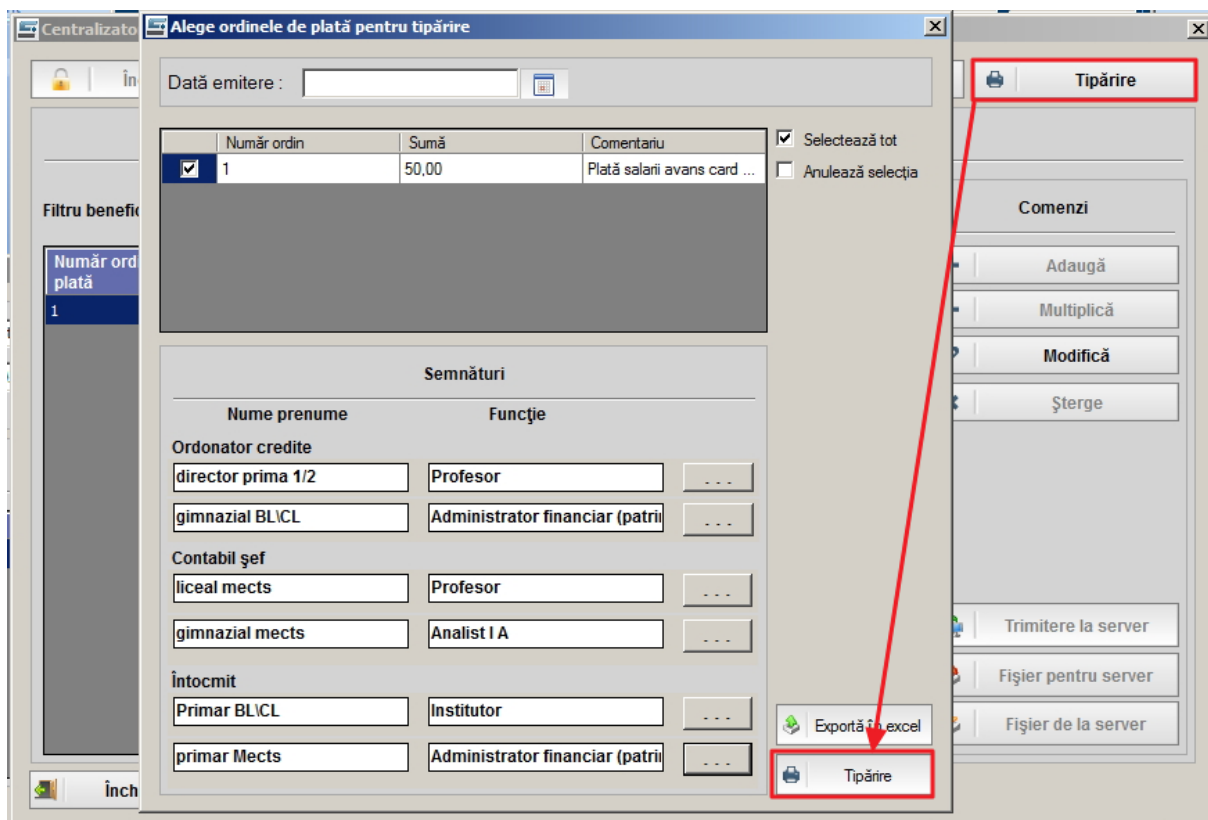 Centralizato
Alege ordinele de plată pentru tipărire
În
Dată emitere :
Tipărire
Număr ordin Sumă Comentariu
1 50,00 Plată salarii avans card ...
Selectează tot
Anulează selecția
Filtru benefic
Număr ordi
plată
1
Comenzi
Adaugă
Multiplică
Modifică
Şterge
Semnături
Nume prenume Funcţie
Ordonator credite
director prima 1/2 Profesor . . .
gimnazial BL\CL Administrator financiar (patrii . . .
Contabil şef
liceal mects Profesor . . .
gimnazial mects Analist I A . . .
Întocmit
Primar BL\CL Institutor . . .
primar Mects Administrator financiar (patrii . . .
Exportă în excel
Tipărire
Trimitere la server
Fişier pentru server
Fişier de la server
Înch